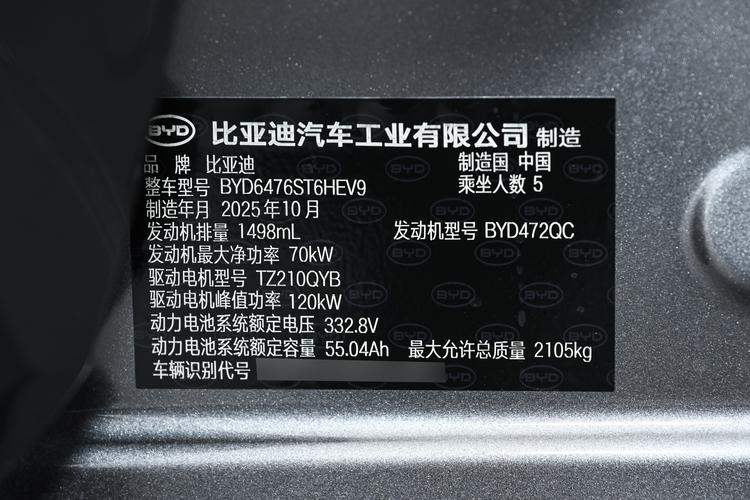 BYD 比亚迪汽车工业有限公司 制造
品 牌 比亚迪 制造国 中国
整车型号 BYD6476ST6HEV9 乘坐人数 5
制造年月 2025年10月
发动机排量 1498mL 发动机型号 BYD472QC
发动机最大净功率 70kW
驱动电机型号 TZ210QYB
驱动电机峰值功率 120kW
动力电池系统额定电压 332.8V
动力电池系统额定容量 55.04Ah 最大允许总质量 2105kg
车辆识别代号